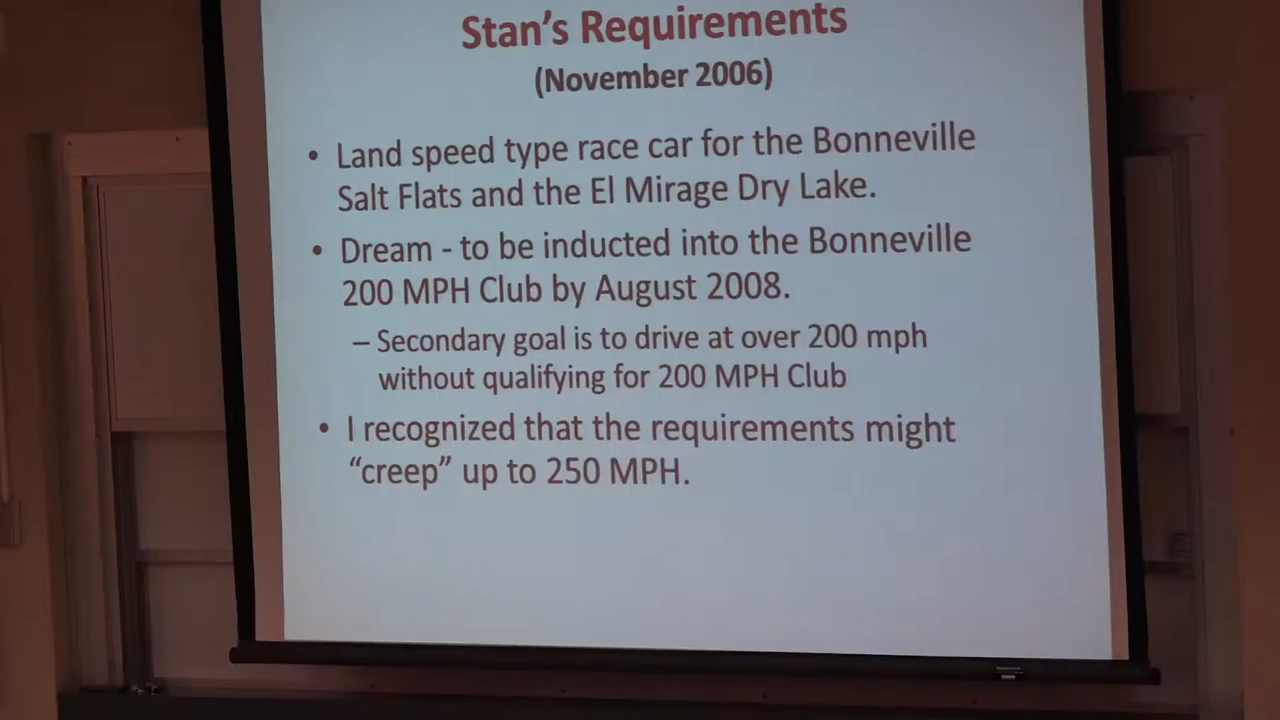 Stan's Requirements
(November 2006)
• Land speed type race car for the Bonneville
Salt Flats and the El Mirage Dry Lake.
• Dream - to be inducted into the Bonneville
200 MPH Club by August 2008.
– Secondary goal is to drive at over 200 mph
without qualifying for 200 MPH Club
• I recognized that the requirements might
“creep” up to 250 MPH.